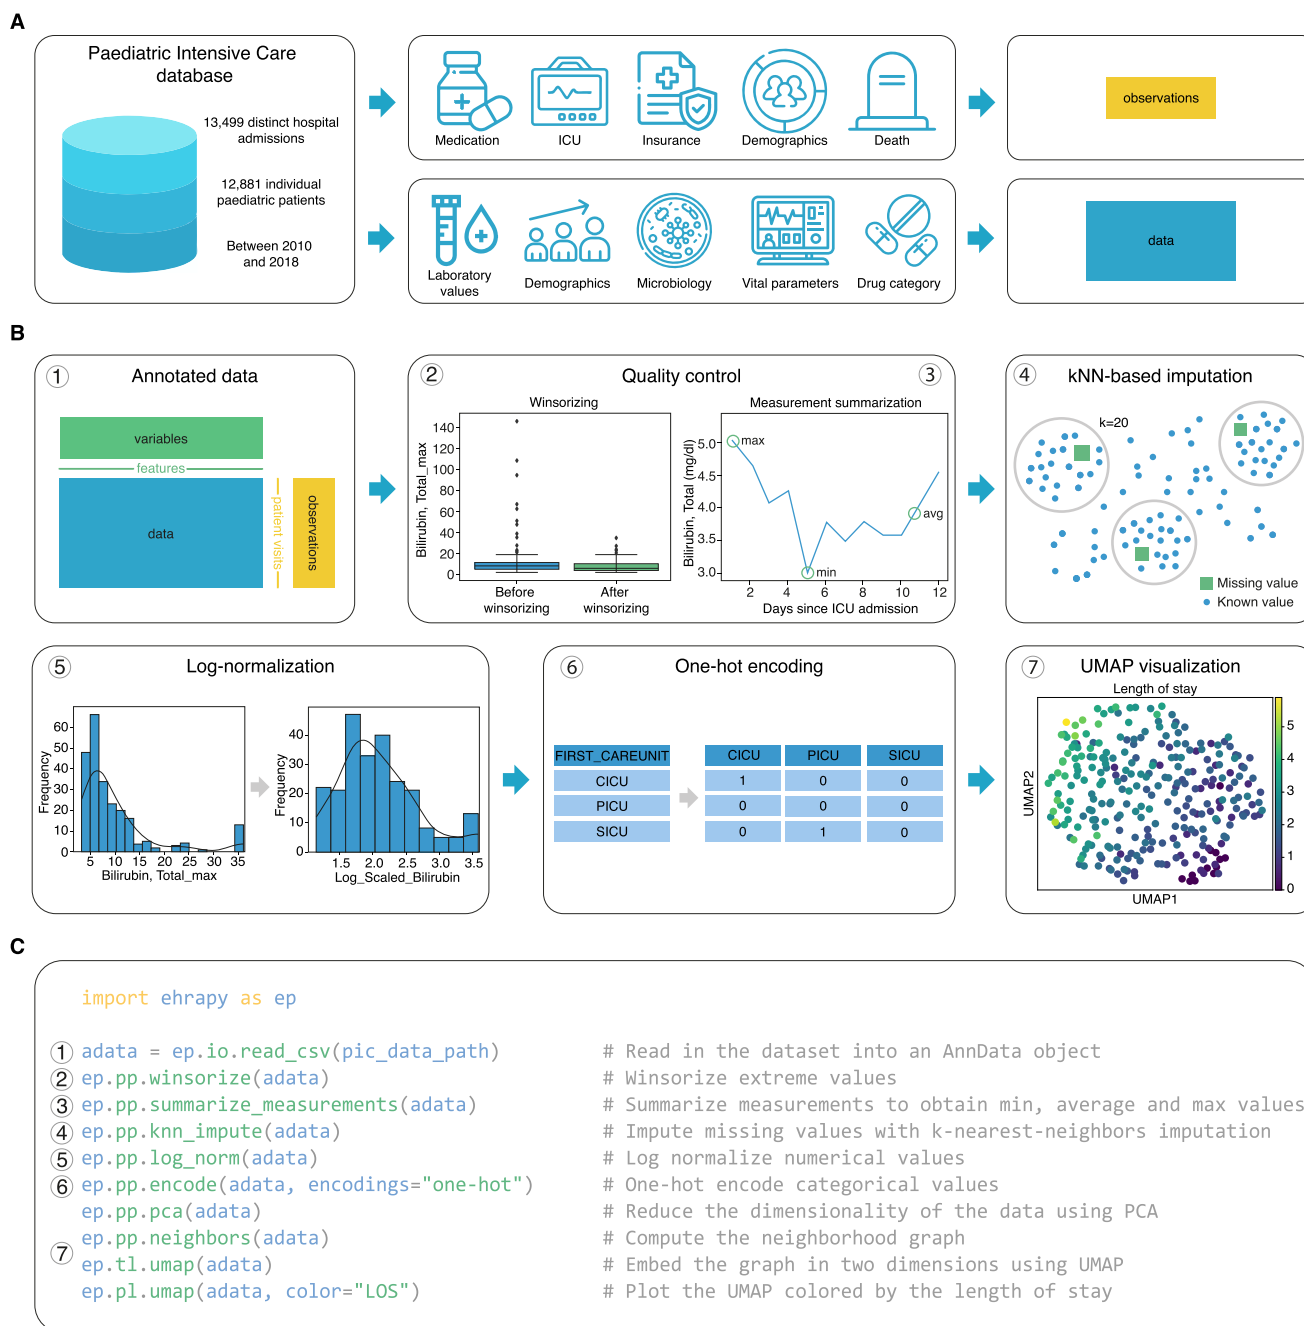 A
Paediatric Intensive Care
database
13,499 distinct hospital
admissions
12,881 individual
paediatric patients
Between 2010
and 2018
Medication
ICU
Insurance
Demographics
Death
observations
Laboratory
values
Demographics
Microbiology
Vital parameters
Drug category
data
B
1
Annotated data
variables
features
data
patient visits
observations
2
Quality control
3
Winsorizing
Bilirubin, Total_max
140
120
100
80
60
40
20
0
Before
winsorizing
After
winsorizing
Measurement summarization
Bilirubin, Total (mg/dl)
5.0
4.5
4.0
3.5
3.0
max
avg
min
2 4 6 8 10 12
Days since ICU admission
4
kNN-based imputation
k=20
Missing value
Known value
5
Log-normalization
Frequency
60
50
40
30
20
10
0
5 10 15 20 25 30 35
Bilirubin, Total_max
Frequency
40
30
20
10
0
1.5 2.0 2.5 3.0 3.5
Log_Scaled_Bilirubin
6
One-hot encoding
FIRST_CAREUNIT
CICU
PICU
SICU
CICU PICU SICU
1 0 0
0 0 0
0 1 0
7
UMAP visualization
Length of stay
UMAP2
UMAP1
5
4
3
2
1
0
C
import ehrapy as ep
1 adata = ep.io.read_csv(pic_data_path) # Read in the dataset into an AnnData object
2 ep.pp.winsorize(adata) # Winsorize extreme values
3 ep.pp.summarize_measurements(adata) # Summarize measurements to obtain min, average and max values
4 ep.pp.knn_impute(adata) # Impute missing values with k-nearest-neighbors imputation
5 ep.pp.log_norm(adata) # Log normalize numerical values
6 ep.pp.encode(adata, encodings="one-hot") # One-hot encode categorical values
ep.pp.pca(adata) # Reduce the dimensionality of the data using PCA
ep.pp.neighbors(adata) # Compute the neighborhood graph
7
ep.tl.umap(adata) # Embed the graph in two dimensions using UMAP
ep.pl.umap(adata, color="LOS") # Plot the UMAP colored by the length of stay